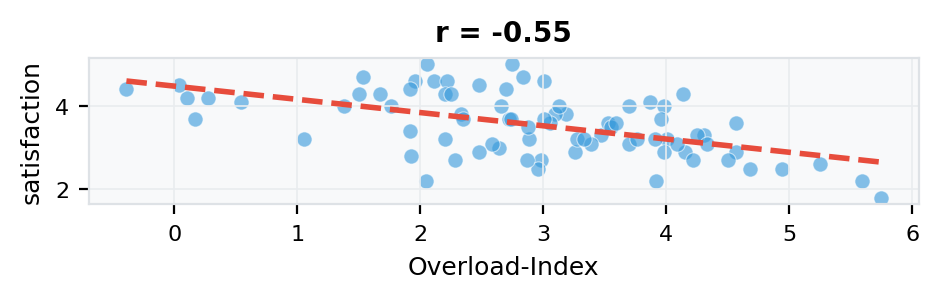 r = -0.55
satisfaction
4
2
0 1 2 3 4 5 6
Overload-Index